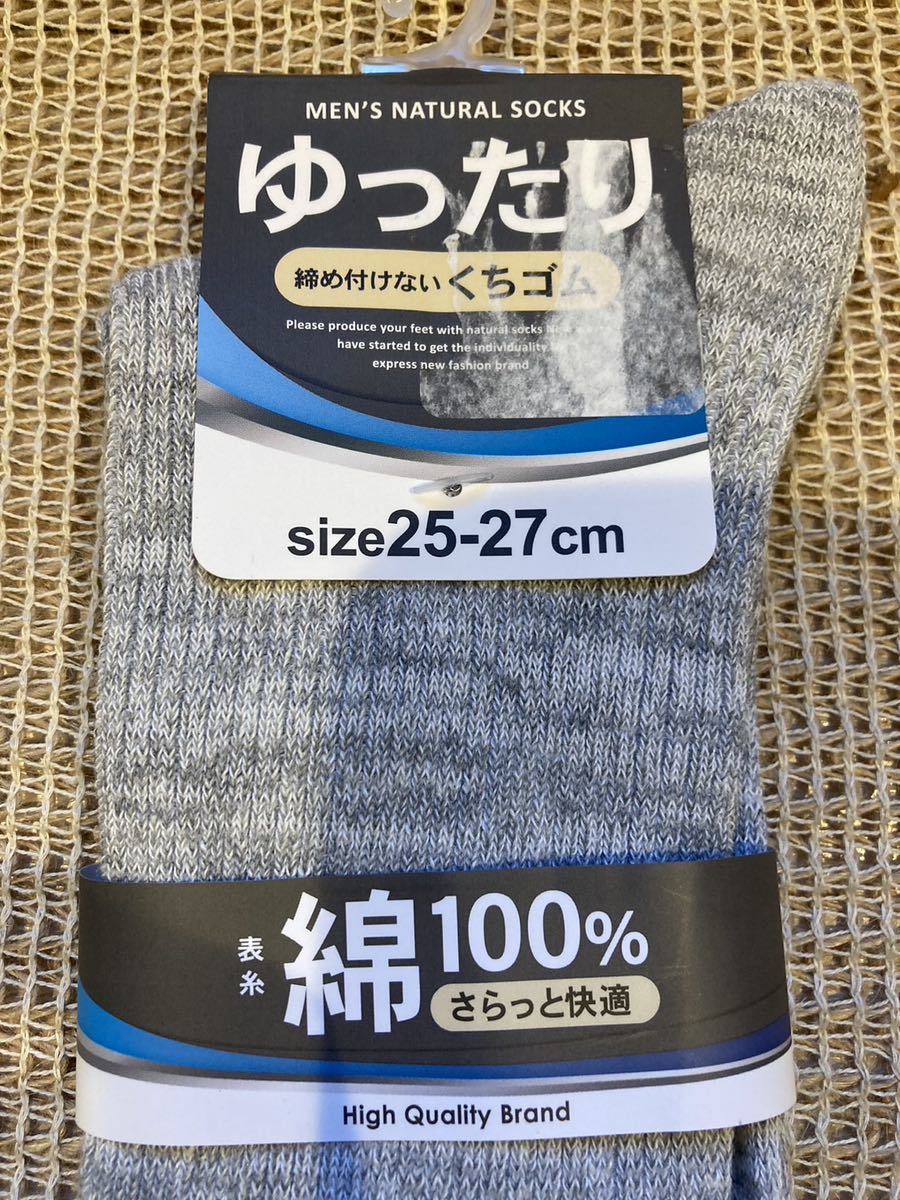 MEN'S NATURAL SOCKS
ゆったり
締め付けないくちゴム
Please produce your feet with natural socks New
have started to get the individuality
express new fashion brand
size25-27cm
表糸
綿100%
さらっと快適
High Quality Brand